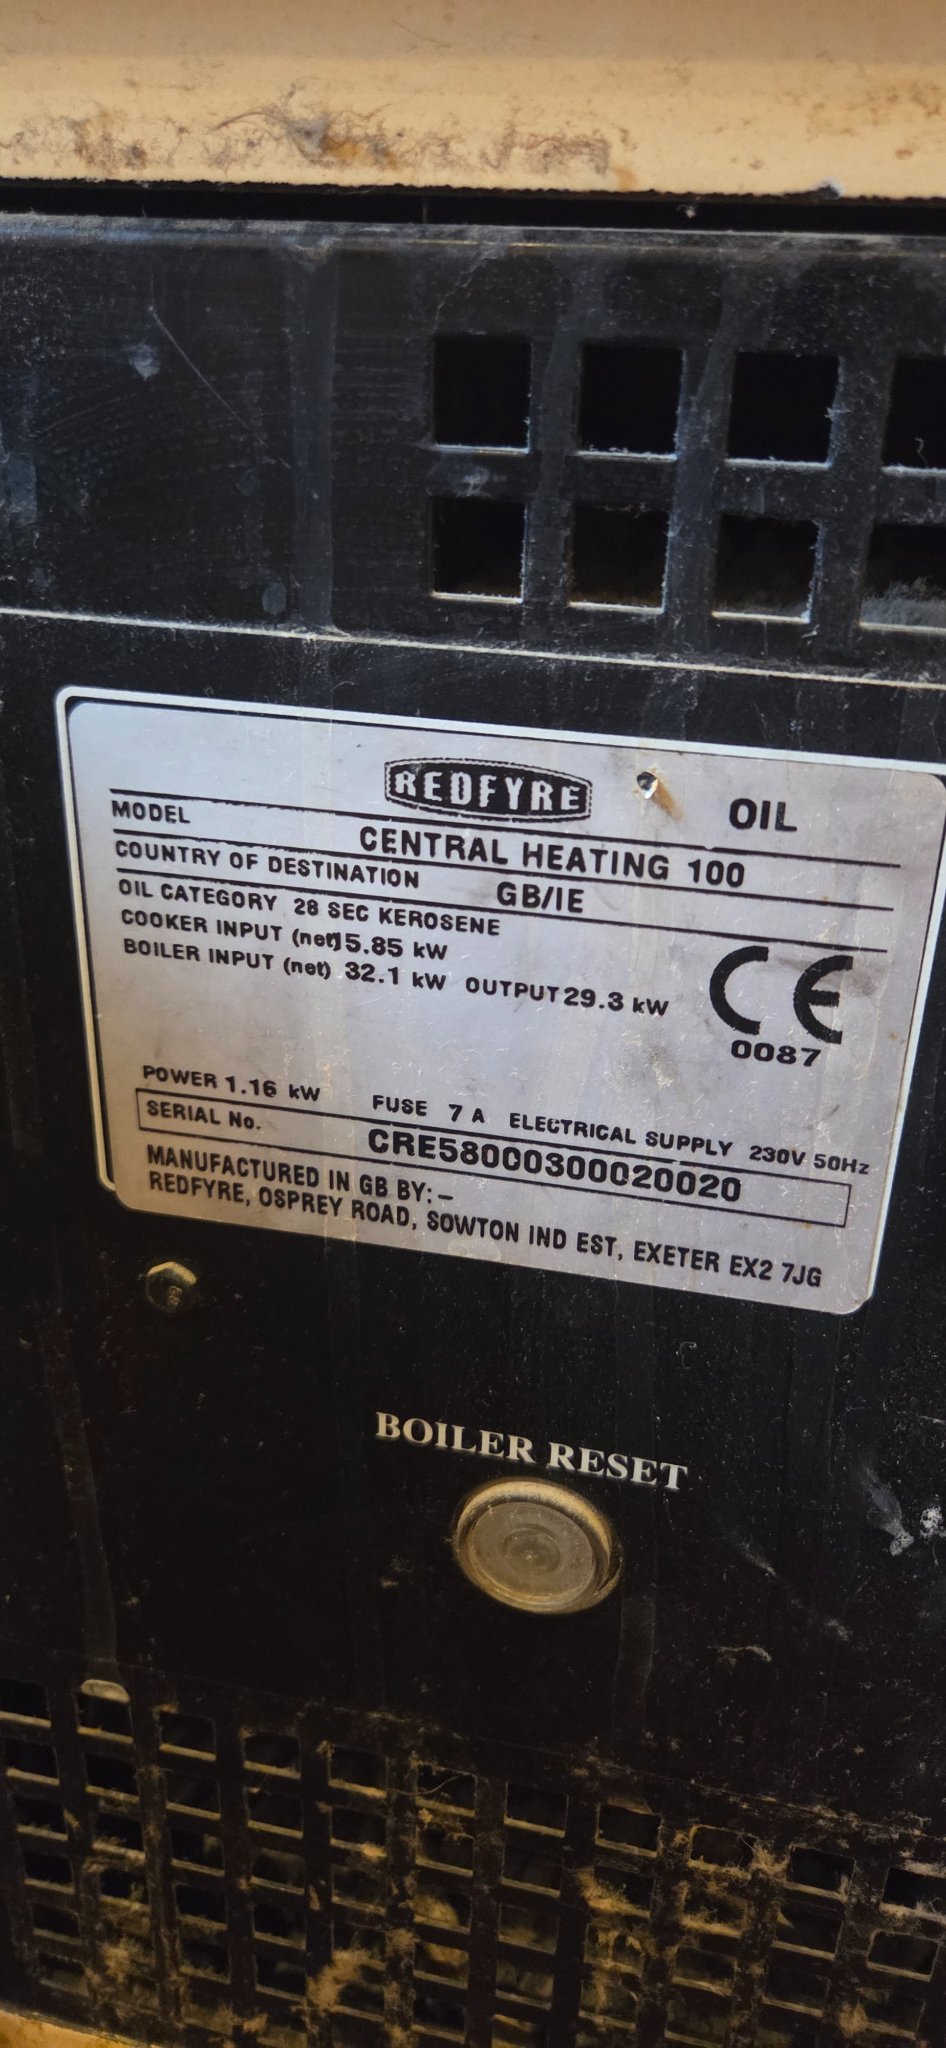 REDFYRE
OIL
MODEL CENTRAL HEATING 100
COUNTRY OF DESTINATION GB/IE
OIL CATEGORY 28 SEC KEROSENE
COOKER INPUT (net) 5.85 kW
BOILER INPUT (net) 32.1 kW OUTPUT 29.3 kW
CE
0087
POWER 1.16 kW FUSE 7 A ELECTRICAL SUPPLY 230V 50Hz
SERIAL No. CRE58000300020020
MANUFACTURED IN GB BY:–
REDFYRE, OSPREY ROAD, SOWTON IND EST, EXETER EX2 7JG
BOILER RESET